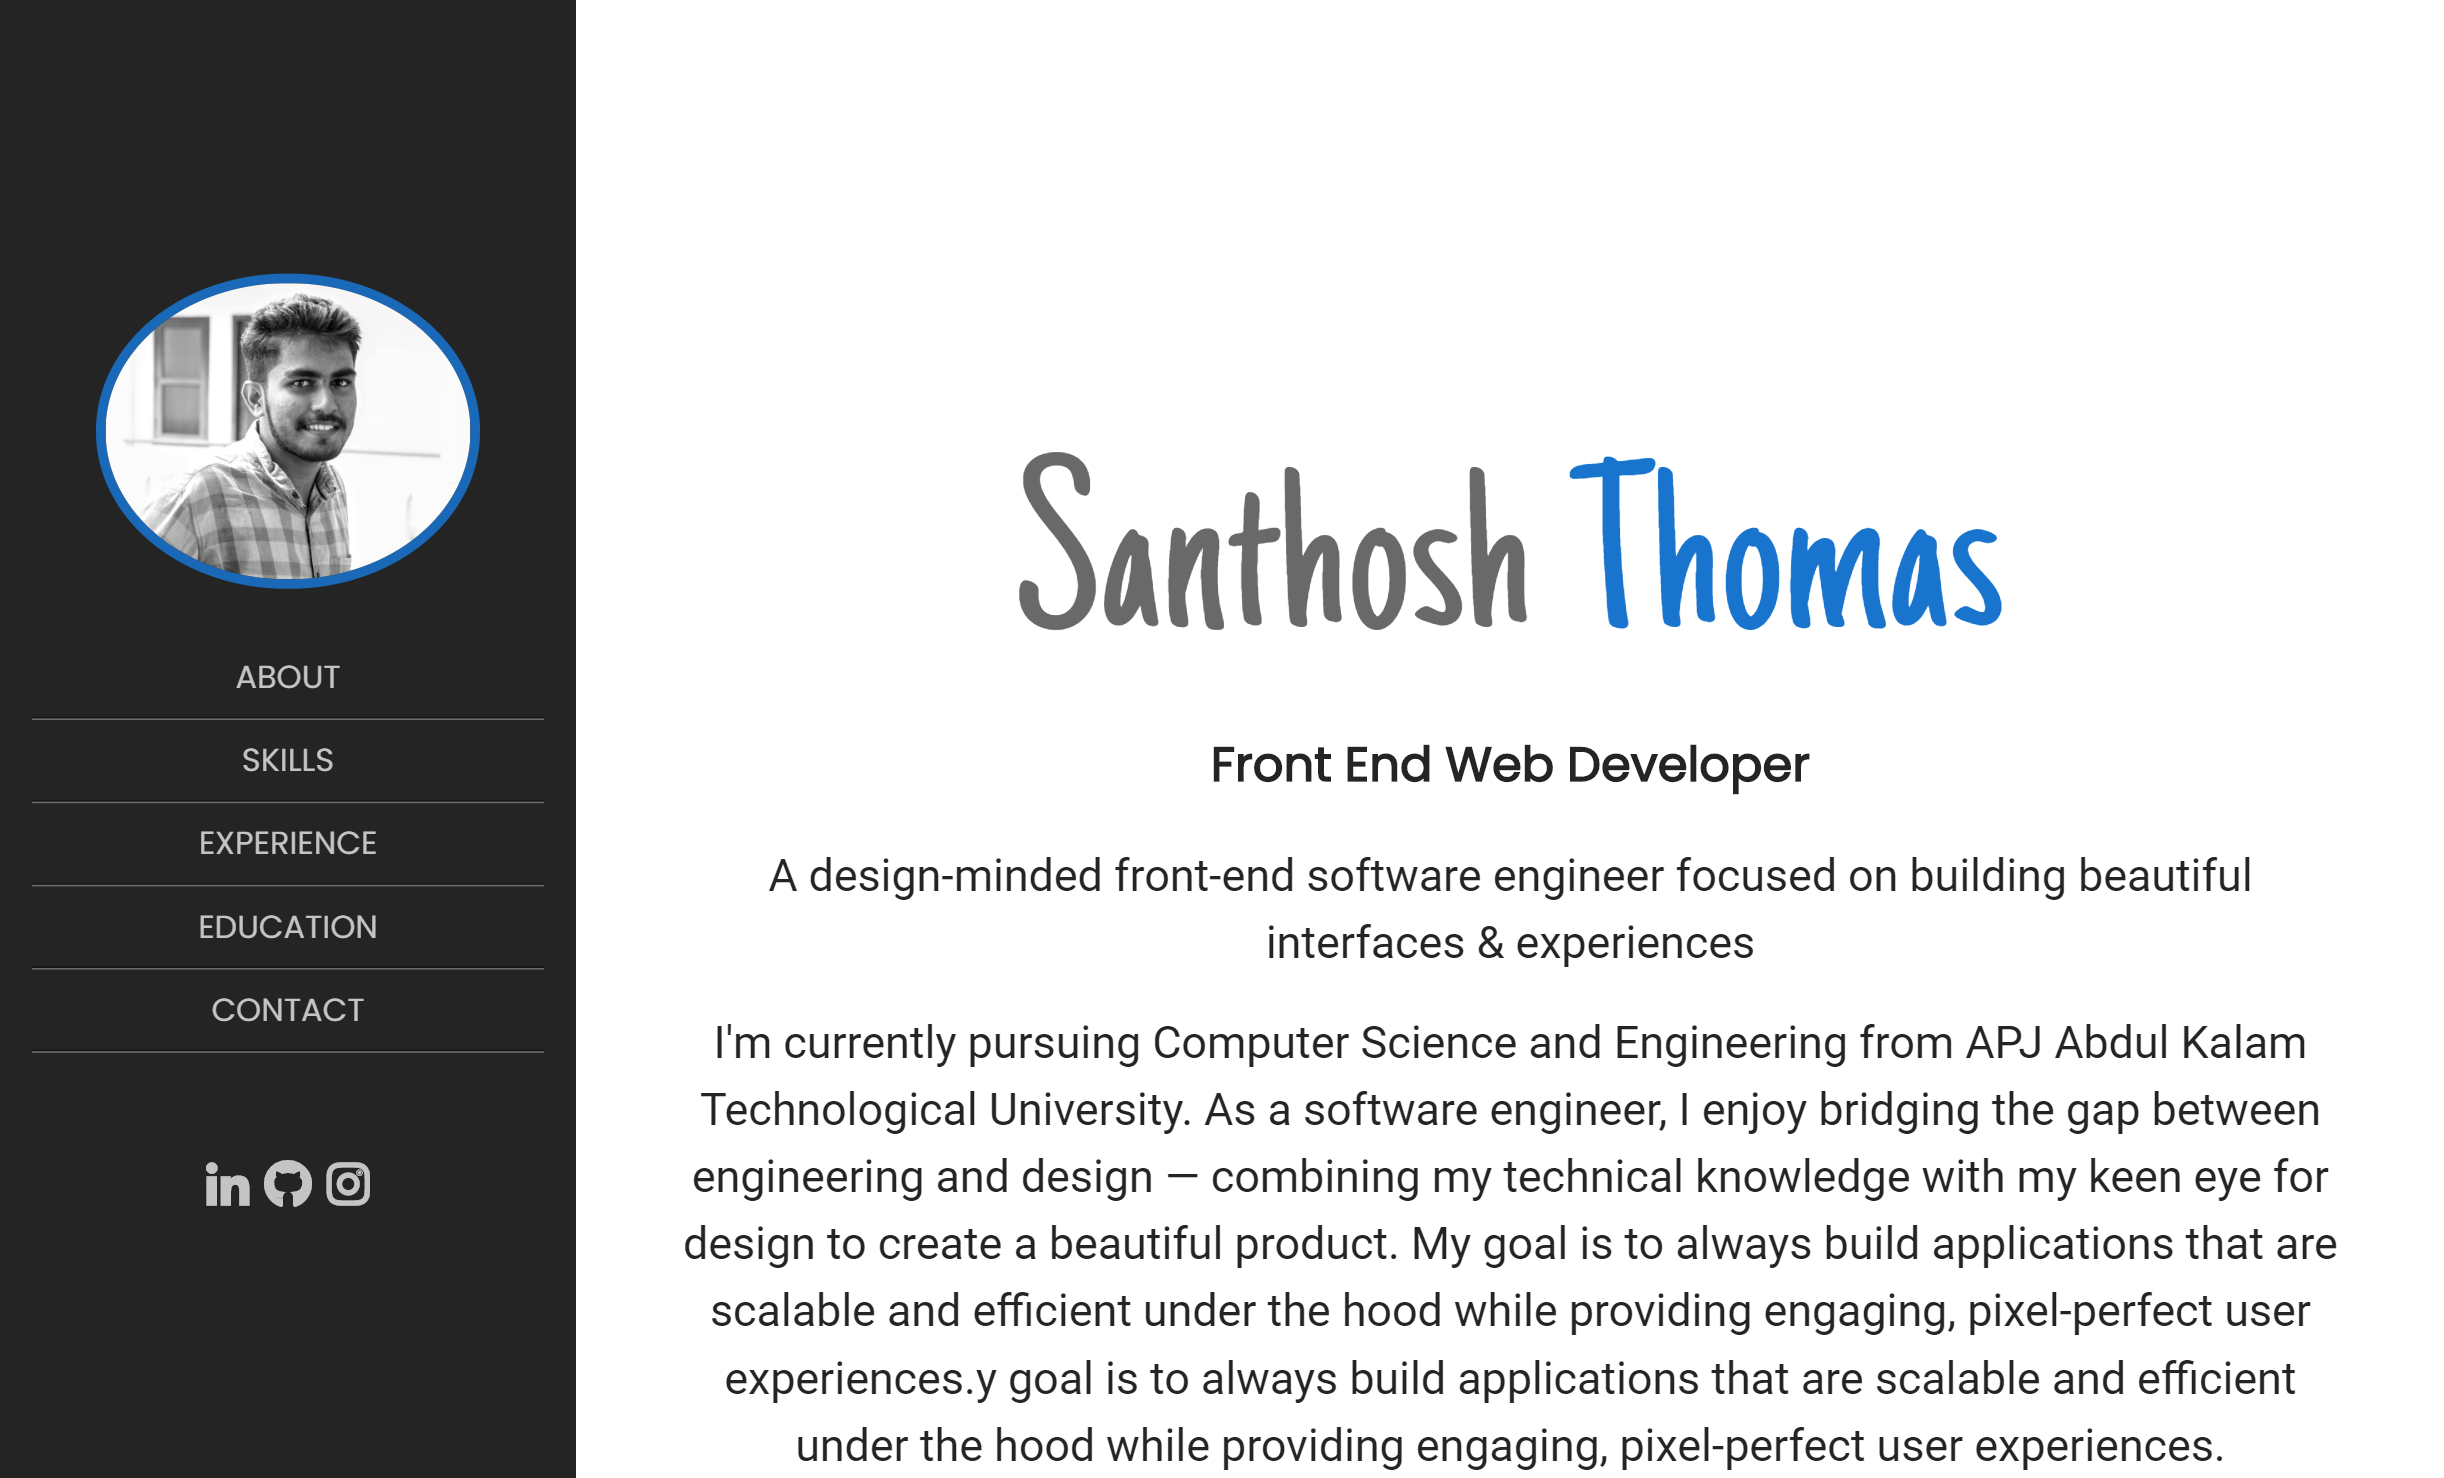 ABOUT
SKILLS
EXPERIENCE
EDUCATION
CONTACT
in
Santhosh Thomas
Front End Web Developer
A design-minded front-end software engineer focused on building beautiful
interfaces & experiences
I'm currently pursuing Computer Science and Engineering from APJ Abdul Kalam
Technological University. As a software engineer, I enjoy bridging the gap between
engineering and design — combining my technical knowledge with my keen eye for
design to create a beautiful product. My goal is to always build applications that are
scalable and efficient under the hood while providing engaging, pixel-perfect user
experiences.y goal is to always build applications that are scalable and efficient
under the hood while providing engaging, pixel-perfect user experiences.